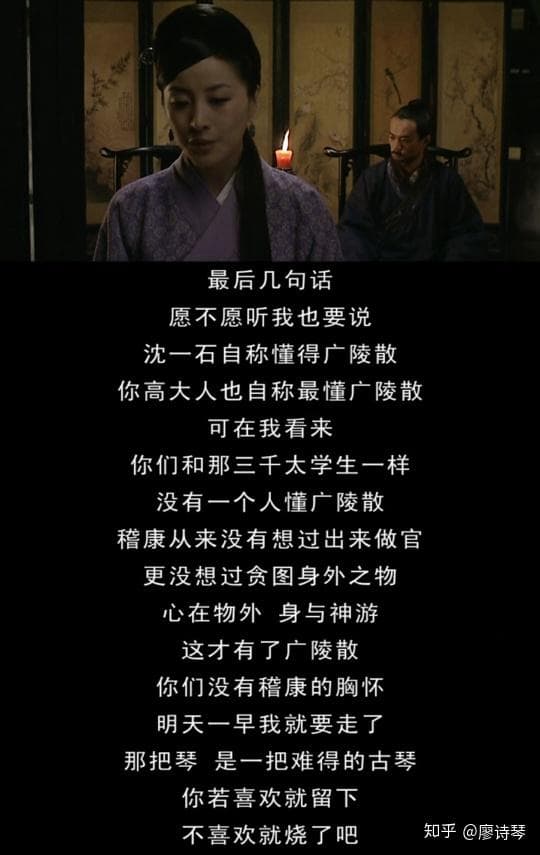 最后几句话
愿不愿听我也要说
沈一石自称懂得广陵散
你高大人也自称最懂广陵散
可在我看来
你们和那三千太学生一样
没有一个人懂广陵散
稽康从来没有想过出来做官
更没想过贪图身外之物
心在物外 身与神游
这才有了广陵散
你们没有稽康的胸怀
明天一早我就要走了
那把琴 是一把难得的古琴
你若喜欢就留下
不喜欢就烧了吧
知乎 @廖诗琴